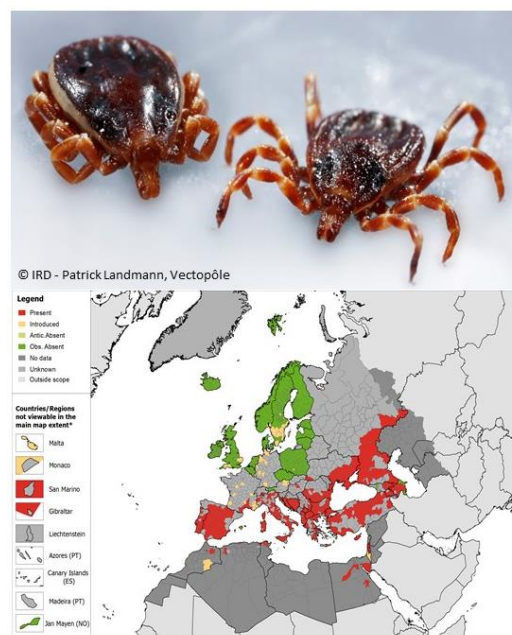 © IRD - Patrick Landmann, Vectopôle
Legend
Present
Introduced
Antic. Absent
Obs. Absent
No data
Unknown
Outside scope
Countries/Regions
not viewable in the
main map extent*
Malta
Monaco
San Marino
Gibraltar
Liechtenstein
Azores (PT)
Canary Islands
(ES)
Madeira (PT)
Jan Mayen (NO)